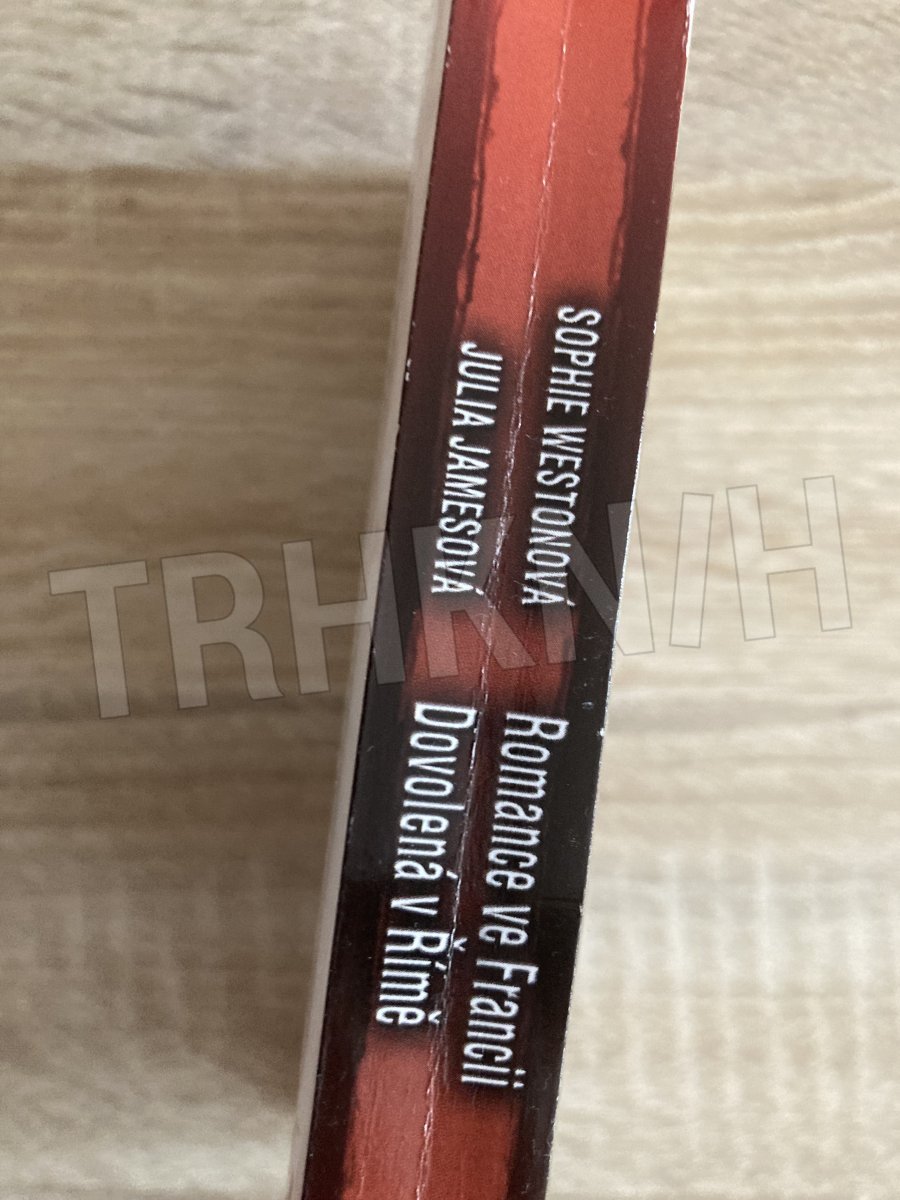 SOPHIE WESTONOVÁ Romance ve Francii
JULIA JAMESOVÁ Dovolená v Římě
TRHKNIH